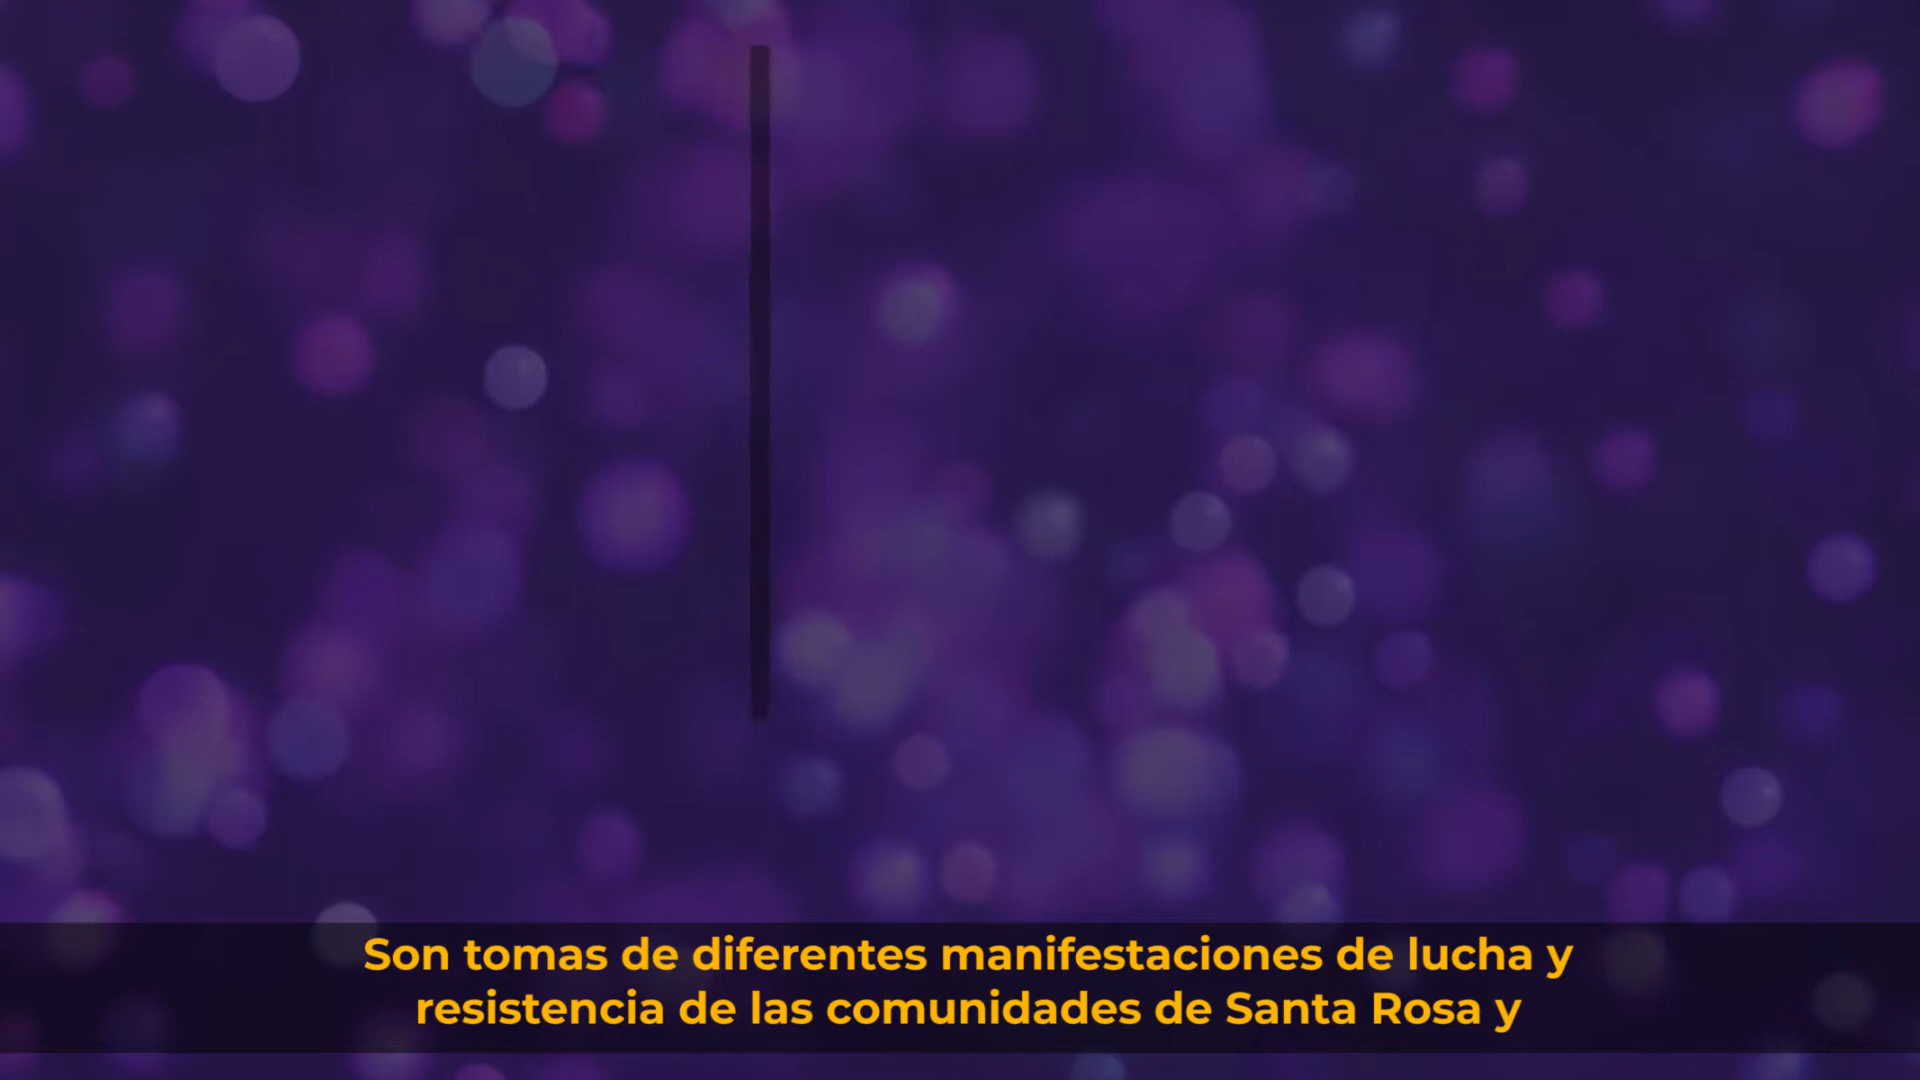 Son tomas de diferentes manifestaciones de lucha y
resistencia de las comunidades de Santa Rosa y